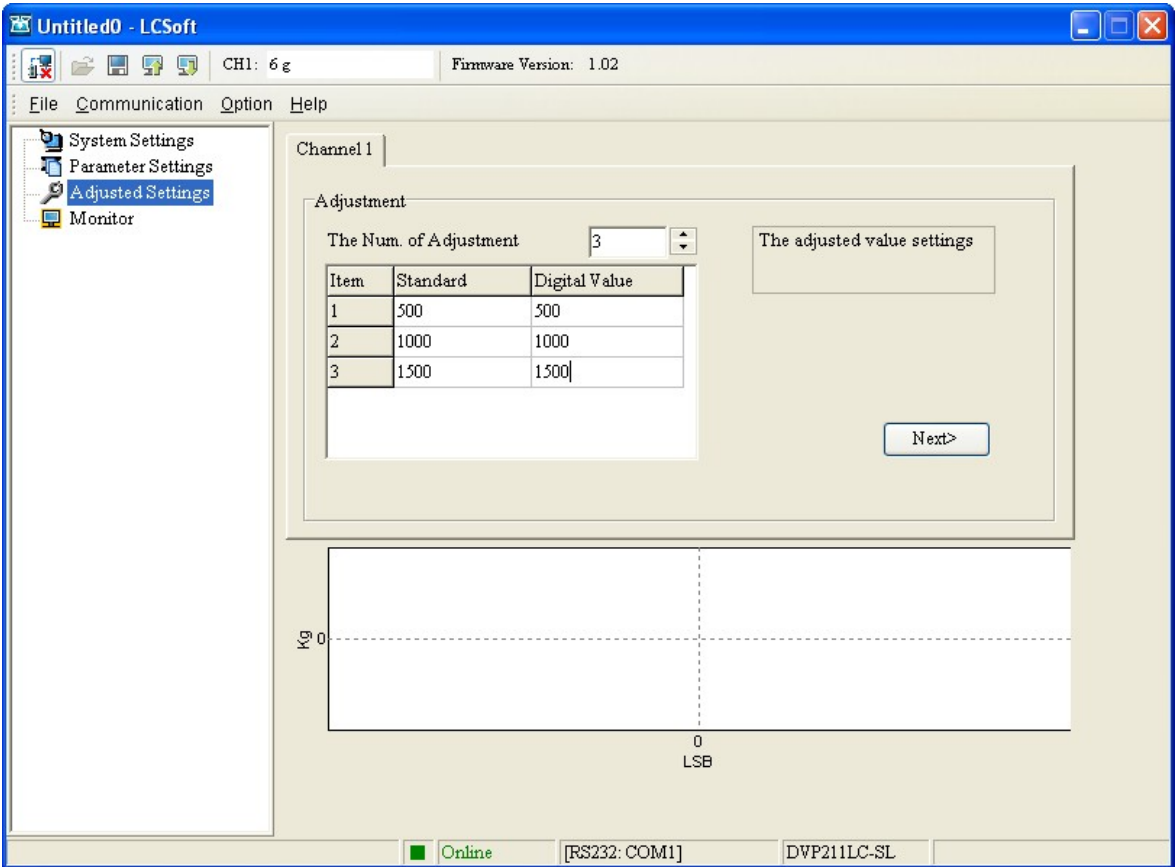 Untitled0 - LCSoft
CH1: 6 g Firmware Version: 1.02
File Communication Option Help
System Settings
Parameter Settings
Adjusted Settings
Monitor
Channel 1
Adjustment
The Num. of Adjustment 3
The adjusted value settings
Item Standard Digital Value
1 500 500
2 1000 1000
3 1500 1500
Next>
Kg
0
0
LSB
Online [RS232: COM1] DVP211LC-SL